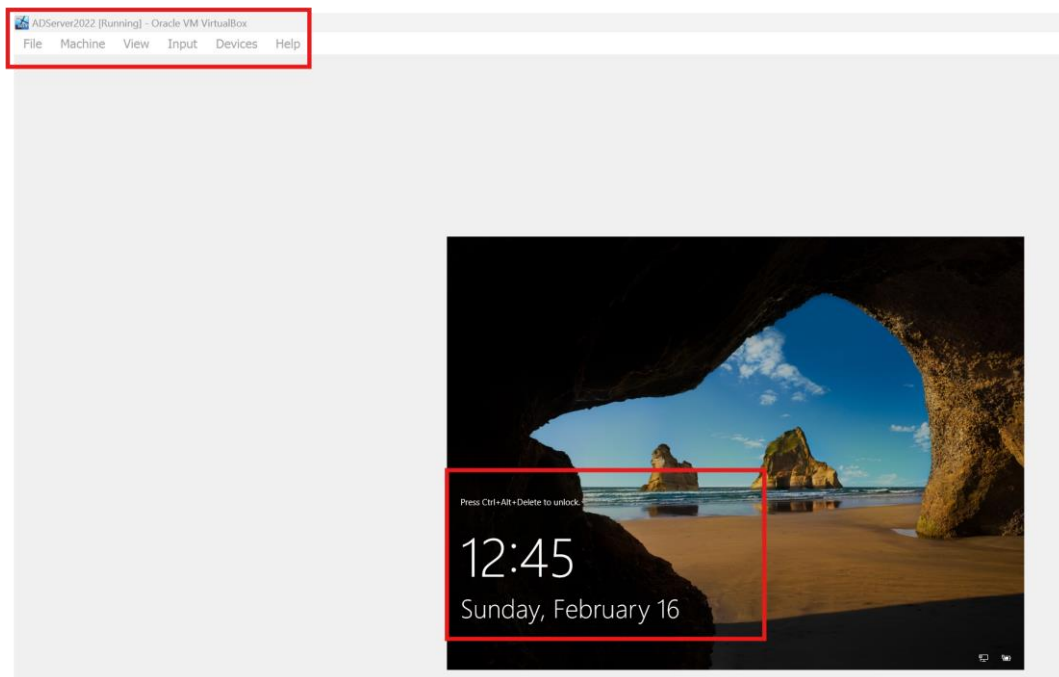 ADServer2022 [Running] - Oracle VM VirtualBox
File Machine View Input Devices Help
Press Ctrl+Alt+Delete to unlock.
12:45
Sunday, February 16